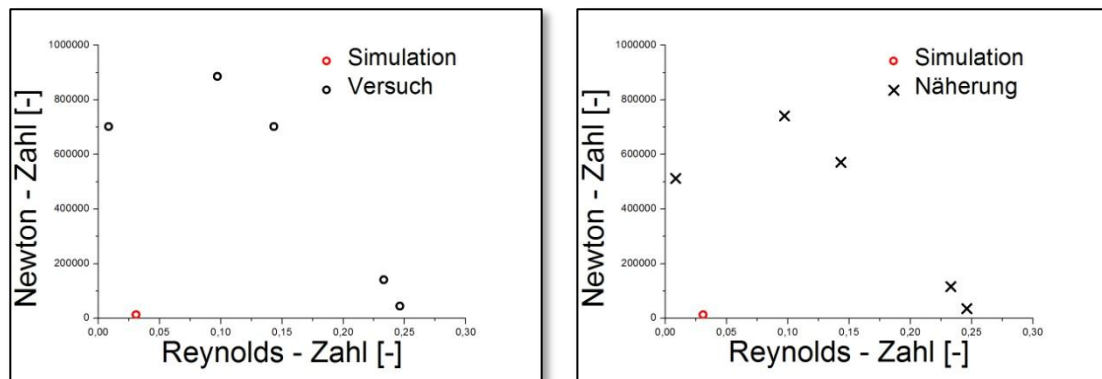 1000000
800000
600000
400000
200000
0
Newton - Zahl [-]
Simulation
Versuch
0,00 0,05 0,10 0,15 0,20 0,25 0,30
Reynolds - Zahl [-]
1000000
800000
600000
400000
200000
0
Newton - Zahl [-]
Simulation
Näherung
0,00 0,05 0,10 0,15 0,20 0,25 0,30
Reynolds - Zahl [-]